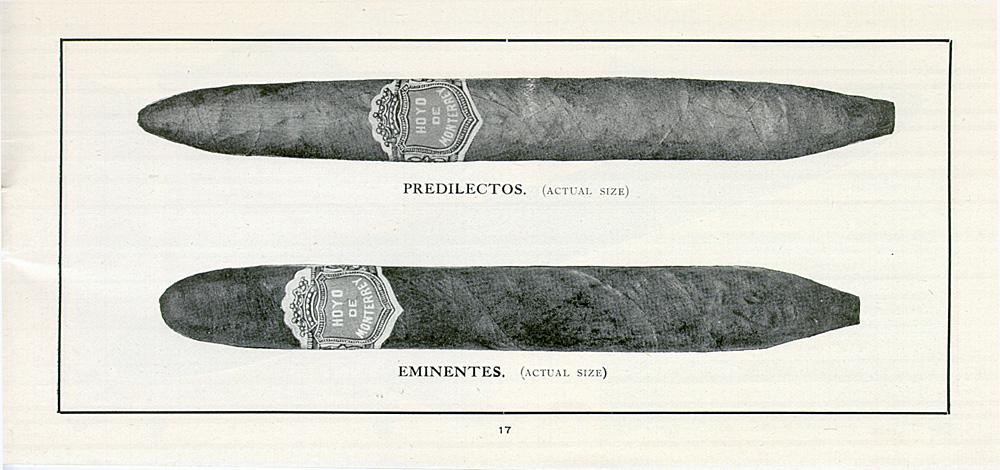 HOYO
DE
MONTERREY
PREDILECTOS. (ACTUAL SIZE)
HOYO
DE
MONTERREY
EMINENTES. (ACTUAL SIZE)
17